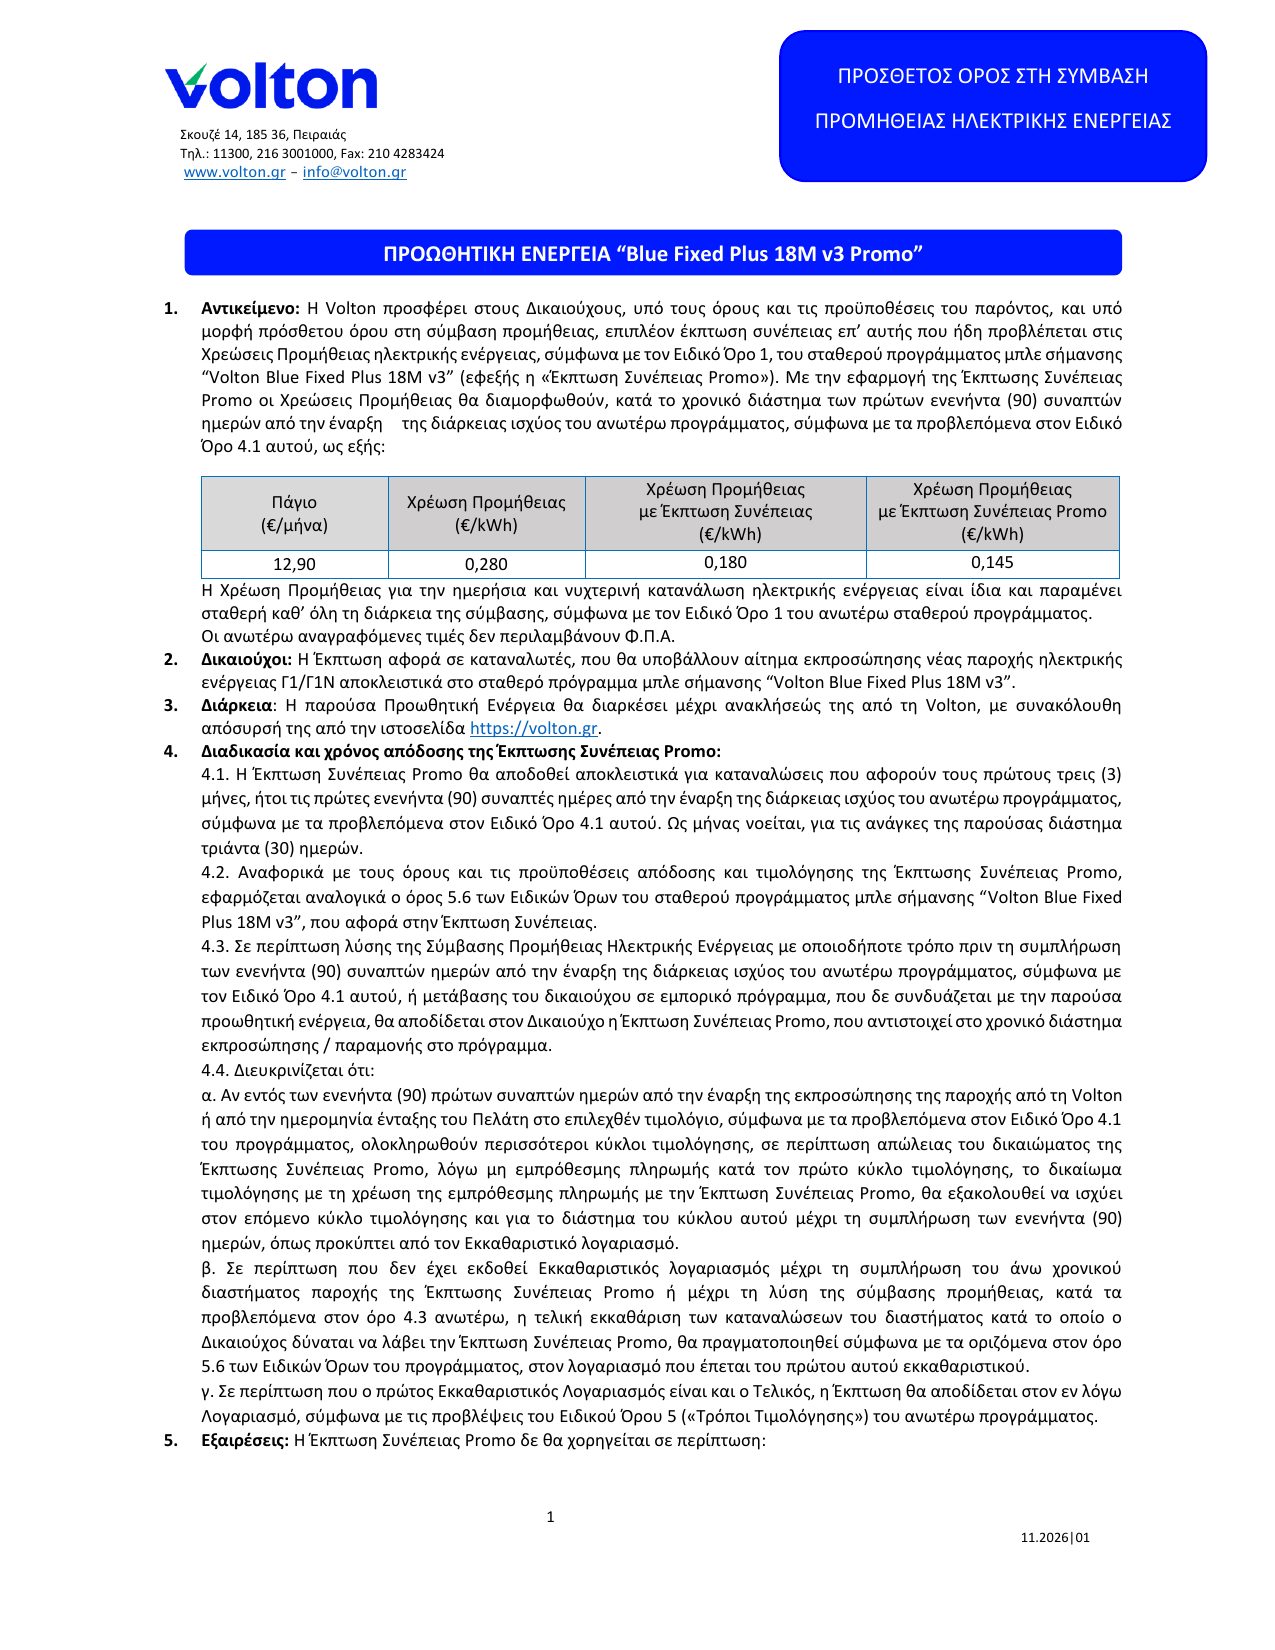 volton
ΠΡΟΣΘΕΤΟΣ ΟΡΟΣ ΣΤΗ ΣΥΜΒΑΣΗ
ΠΡΟΜΗΘΕΙΑΣ ΗΛΕΚΤΡΙΚΗΣ ΕΝΕΡΓΕΙΑΣ
Σκουζέ 14, 185 36, Πειραιάς
Τηλ.: 11300, 216 3001000, Fax: 210 4283424
www.volton.gr – info@volton.gr
ΠΡΟΩΘΗΤΙΚΗ ΕΝΕΡΓΕΙΑ “Blue Fixed Plus 18M v3 Promo”
1. Αντικείμενο: Η Volton προσφέρει στους Δικαιούχους, υπό τους όρους και τις προϋποθέσεις του παρόντος, και υπό
μορφή πρόσθετου όρου στη σύμβαση προμήθειας, επιπλέον έκπτωση συνέπειας επ’ αυτής που ήδη προβλέπεται στις
Χρεώσεις Προμήθειας ηλεκτρικής ενέργειας, σύμφωνα με τον Ειδικό Όρο 1, του σταθερού προγράμματος μπλε σήμανσης
“Volton Blue Fixed Plus 18M v3” (εφεξής η «Έκπτωση Συνέπειας Promo»). Με την εφαρμογή της Έκπτωσης Συνέπειας
Promo οι Χρεώσεις Προμήθειας θα διαμορφωθούν, κατά το χρονικό διάστημα των πρώτων ενενήντα (90) συναπτών
ημερών από την έναρξη της διάρκειας ισχύος του ανωτέρω προγράμματος, σύμφωνα με τα προβλεπόμενα στον Ειδικό
Όρο 4.1 αυτού, ως εξής:
Πάγιο
(€/μήνα)
Χρέωση Προμήθειας
(€/kWh)
Χρέωση Προμήθειας
με Έκπτωση Συνέπειας
(€/kWh)
Χρέωση Προμήθειας
με Έκπτωση Συνέπειας Promo
(€/kWh)
12,90 0,280 0,180 0,145
Η Χρέωση Προμήθειας για την ημερήσια και νυχτερινή κατανάλωση ηλεκτρικής ενέργειας είναι ίδια και παραμένει
σταθερή καθ’ όλη τη διάρκεια της σύμβασης, σύμφωνα με τον Ειδικό Όρο 1 του ανωτέρω σταθερού προγράμματος.
Οι ανωτέρω αναγραφόμενες τιμές δεν περιλαμβάνουν Φ.Π.Α.
2. Δικαιούχοι: Η Έκπτωση αφορά σε καταναλωτές, που θα υποβάλλουν αίτημα εκπροσώπησης νέας παροχής ηλεκτρικής
ενέργειας Γ1/Γ1Ν αποκλειστικά στο σταθερό πρόγραμμα μπλε σήμανσης “Volton Blue Fixed Plus 18M v3”.
3. Διάρκεια: Η παρούσα Προωθητική Ενέργεια θα διαρκέσει μέχρι ανακλήσεώς της από τη Volton, με συνακόλουθη
απόσυρσή της από την ιστοσελίδα https://volton.gr.
4. Διαδικασία και χρόνος απόδοσης της Έκπτωσης Συνέπειας Promo:
4.1. Η Έκπτωση Συνέπειας Promo θα αποδοθεί αποκλειστικά για καταναλώσεις που αφορούν τους πρώτους τρεις (3)
μήνες, ήτοι τις πρώτες ενενήντα (90) συναπτές ημέρες από την έναρξη της διάρκειας ισχύος του ανωτέρω προγράμματος,
σύμφωνα με τα προβλεπόμενα στον Ειδικό Όρο 4.1 αυτού. Ως μήνας νοείται, για τις ανάγκες της παρούσας διάστημα
τριάντα (30) ημερών.
4.2. Αναφορικά με τους όρους και τις προϋποθέσεις απόδοσης και τιμολόγησης της Έκπτωσης Συνέπειας Promo,
εφαρμόζεται αναλογικά ο όρος 5.6 των Ειδικών Όρων του σταθερού προγράμματος μπλε σήμανσης “Volton Blue Fixed
Plus 18M v3”, που αφορά στην Έκπτωση Συνέπειας.
4.3. Σε περίπτωση λύσης της Σύμβασης Προμήθειας Ηλεκτρικής Ενέργειας με οποιοδήποτε τρόπο πριν τη συμπλήρωση
των ενενήντα (90) συναπτών ημερών από την έναρξη της διάρκειας ισχύος του ανωτέρω προγράμματος, σύμφωνα με
τον Ειδικό Όρο 4.1 αυτού, ή μετάβασης του δικαιούχου σε εμπορικό πρόγραμμα, που δε συνδυάζεται με την παρούσα
προωθητική ενέργεια, θα αποδίδεται στον Δικαιούχο η Έκπτωση Συνέπειας Promo, που αντιστοιχεί στο χρονικό διάστημα
εκπροσώπησης / παραμονής στο πρόγραμμα.
4.4. Διευκρινίζεται ότι:
α. Αν εντός των ενενήντα (90) πρώτων συναπτών ημερών από την έναρξη της εκπροσώπησης της παροχής από τη Volton
ή από την ημερομηνία ένταξης του Πελάτη στο επιλεχθέν τιμολόγιο, σύμφωνα με τα προβλεπόμενα στον Ειδικό Όρο 4.1
του προγράμματος, ολοκληρωθούν περισσότεροι κύκλοι τιμολόγησης, σε περίπτωση απώλειας του δικαιώματος της
Έκπτωσης Συνέπειας Promo, λόγω μη εμπρόθεσμης πληρωμής κατά τον πρώτο κύκλο τιμολόγησης, το δικαίωμα
τιμολόγησης με τη χρέωση της εμπρόθεσμης πληρωμής με την Έκπτωση Συνέπειας Promo, θα εξακολουθεί να ισχύει
στον επόμενο κύκλο τιμολόγησης και για το διάστημα του κύκλου αυτού μέχρι τη συμπλήρωση των ενενήντα (90)
ημερών, όπως προκύπτει από τον Εκκαθαριστικό λογαριασμό.
β. Σε περίπτωση που δεν έχει εκδοθεί Εκκαθαριστικός λογαριασμός μέχρι τη συμπλήρωση του άνω χρονικού
διαστήματος παροχής της Έκπτωσης Συνέπειας Promo ή μέχρι τη λύση της σύμβασης προμήθειας, κατά τα
προβλεπόμενα στον όρο 4.3 ανωτέρω, η τελική εκκαθάριση των καταναλώσεων του διαστήματος κατά το οποίο ο
Δικαιούχος δύναται να λάβει την Έκπτωση Συνέπειας Promo, θα πραγματοποιηθεί σύμφωνα με τα οριζόμενα στον όρο
5.6 των Ειδικών Όρων του προγράμματος, στον λογαριασμό που έπεται του πρώτου αυτού εκκαθαριστικού.
γ. Σε περίπτωση που ο πρώτος Εκκαθαριστικός Λογαριασμός είναι και ο Τελικός, η Έκπτωση θα αποδίδεται στον εν λόγω
Λογαριασμό, σύμφωνα με τις προβλέψεις του Ειδικού Όρου 5 («Τρόποι Τιμολόγησης») του ανωτέρω προγράμματος.
5. Εξαιρέσεις: Η Έκπτωση Συνέπειας Promo δε θα χορηγείται σε περίπτωση:
1
11.2026|01